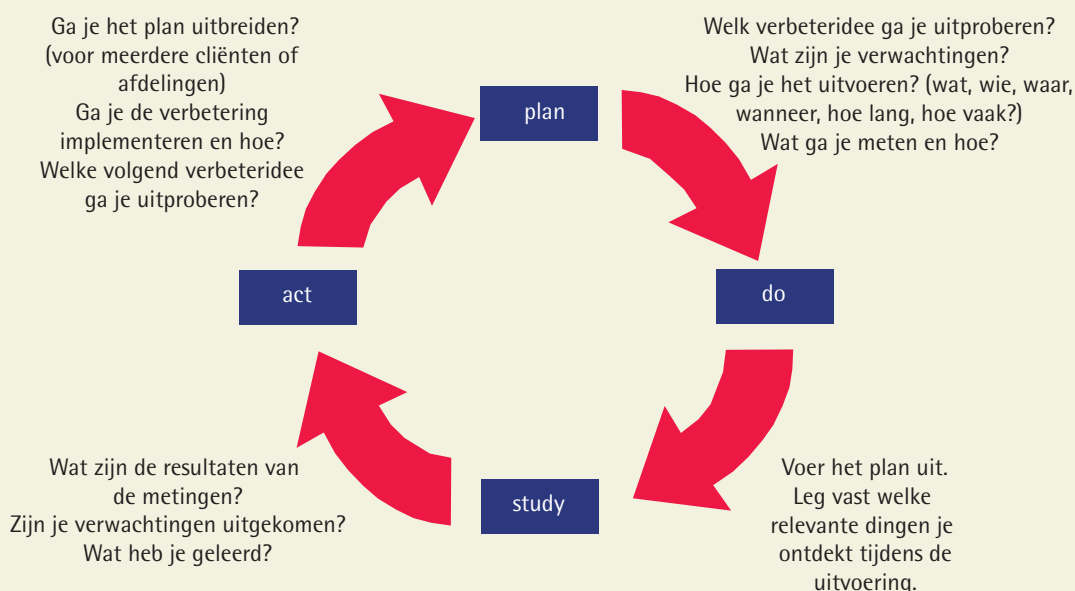 Ga je het plan uitbreiden?
(voor meerdere cliënten of
afdelingen)
Ga je de verbetering
implementeren en hoe?
Welke volgend verbeteridee
ga je uitproberen?
Welk verbeteridee ga je uitproberen?
Wat zijn je verwachtingen?
Hoe ga je het uitvoeren? (wat, wie, waar,
wanneer, hoe lang, hoe vaak?)
Wat ga je meten en hoe?
plan
act
do
Wat zijn de resultaten van
de metingen?
Zijn je verwachtingen uitgekomen?
Wat heb je geleerd?
study
Voer het plan uit.
Leg vast welke
relevante dingen je
ontdekt tijdens de
uitvoering.